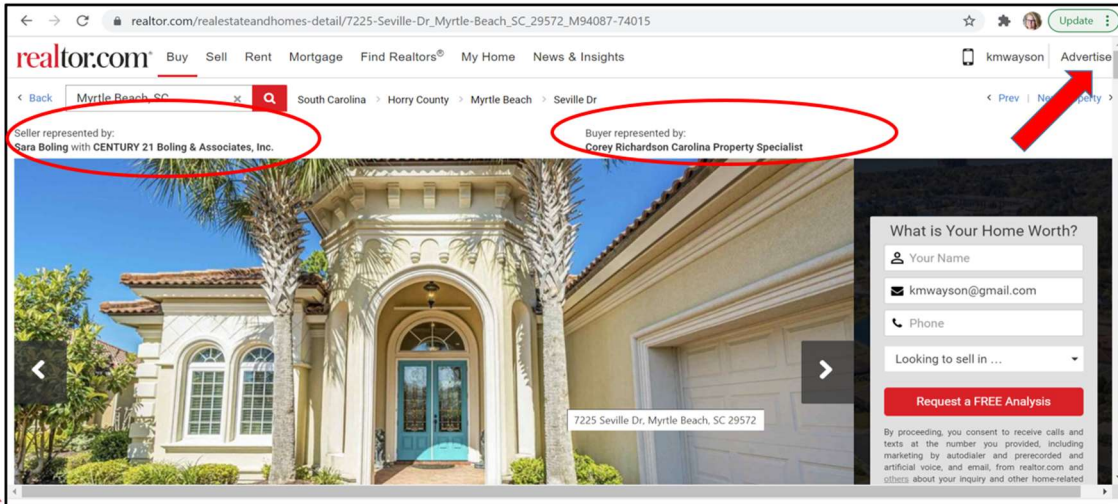 realtor.com/realestateandhomes-detail/7225-Seville-Dr_Myrtle-Beach_SC_29572_M94087-74015
Update
realtor.com® Buy Sell Rent Mortgage Find Realtors® My Home News & Insights kmwayson Advertise
Back Myrtle Beach, SC South Carolina > Horry County > Myrtle Beach > Seville Dr < Prev | Property >
Seller represented by:
Sara Boling with CENTURY 21 Boling & Associates, Inc.
Buyer represented by:
Corey Richardson Carolina Property Specialist
7225 Seville Dr, Myrtle Beach, SC 29572
What is Your Home Worth?
Your Name
kmwayson@gmail.com
Phone
Looking to sell in ...
Request a FREE Analysis
By proceeding, you consent to receive calls and
texts at the number you provided, including
marketing by autodialer and prerecorded and
artificial voice, and email, from realtor.com and
others about your inquiry and other home-related